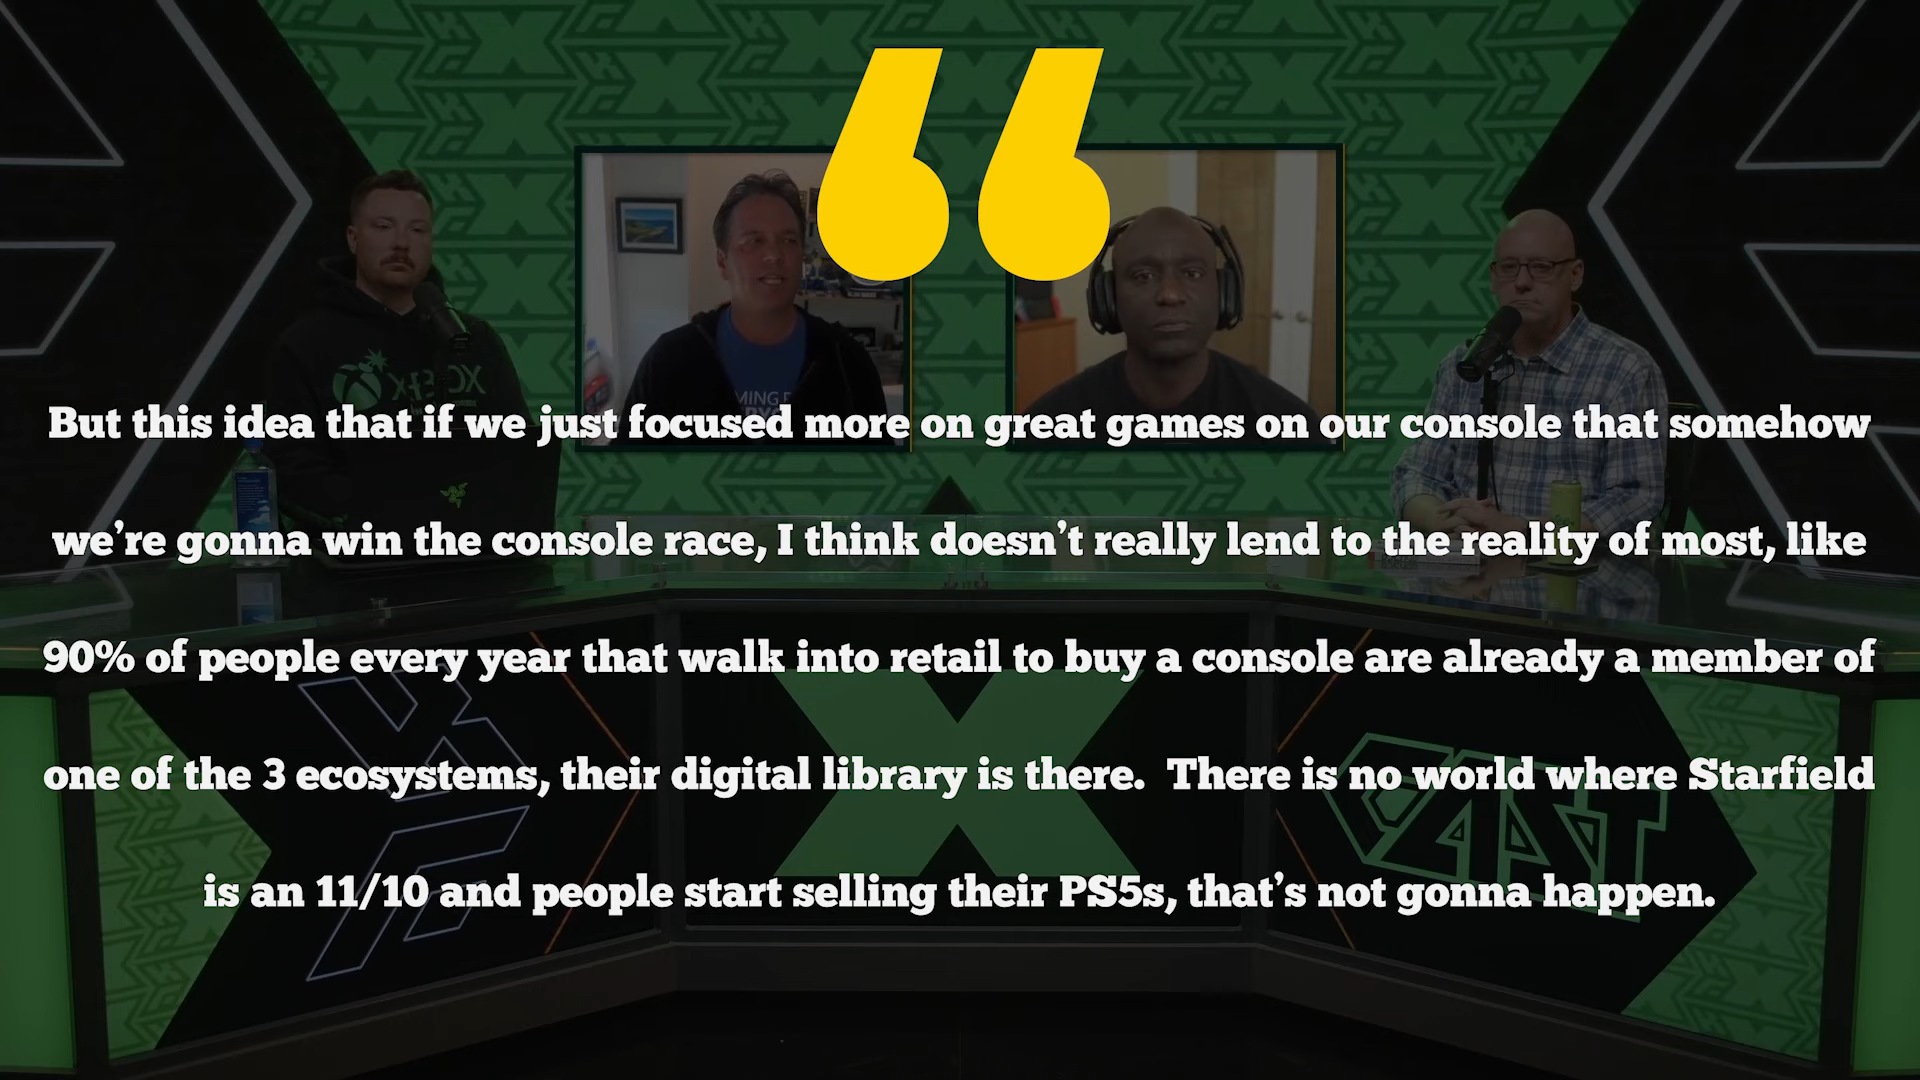 XBOX
MING F
But this idea that if we just focused more on great games on our console that somehow
we're gonna win the console race, I think doesn't really lend to the reality of most, like
90% of people every year that walk into retail to buy a console are already a member of
one of the 3 ecosystems, their digital library is there.  There is no world where Starfield
is an 11/10 and people start selling their PS5s, that's not gonna happen.
CAST